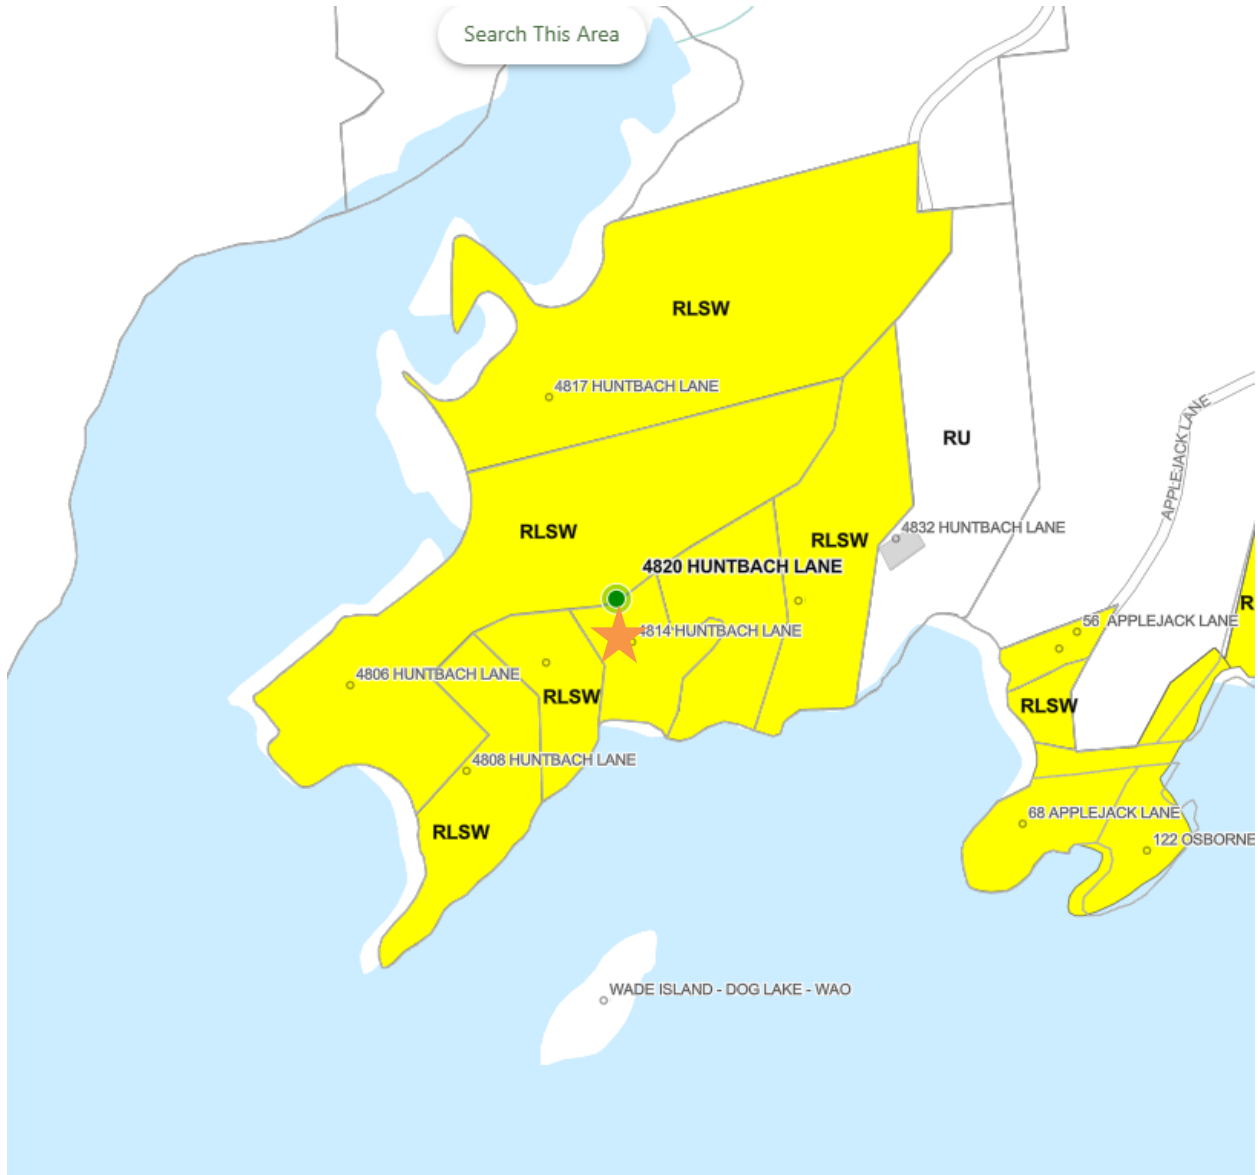 Search This Area
RLSW
4817 HUNTBACH LANE
APPLEJACK LANE
RU
RLSW
RLSW
4832 HUNTBACH LANE
4820 HUNTBACH LANE
R
56 APPLEJACK LANE
4814 HUNTBACH LANE
4806 HUNTBACH LANE
RLSW
RLSW
4808 HUNTBACH LANE
68 APPLEJACK LANE
RLSW
122 OSBORNE
WADE ISLAND - DOG LAKE - WAO